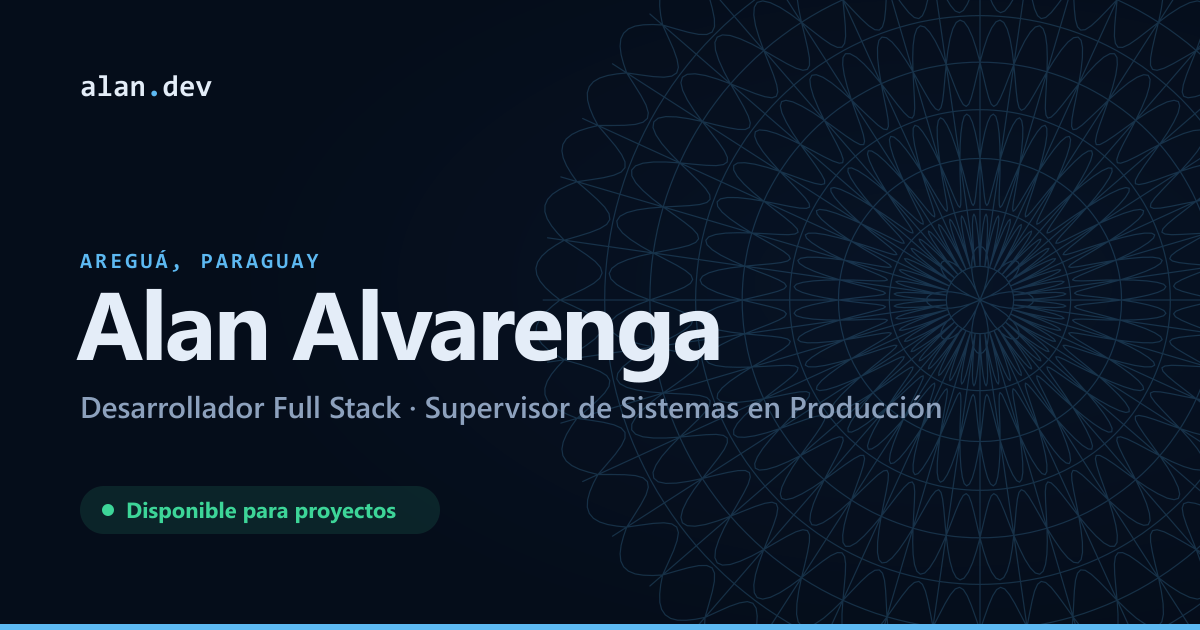 alan.dev
AREGUÁ, PARAGUAY
Alan Alvarenga
Desarrollador Full Stack · Supervisor de Sistemas en Producción
Disponible para proyectos